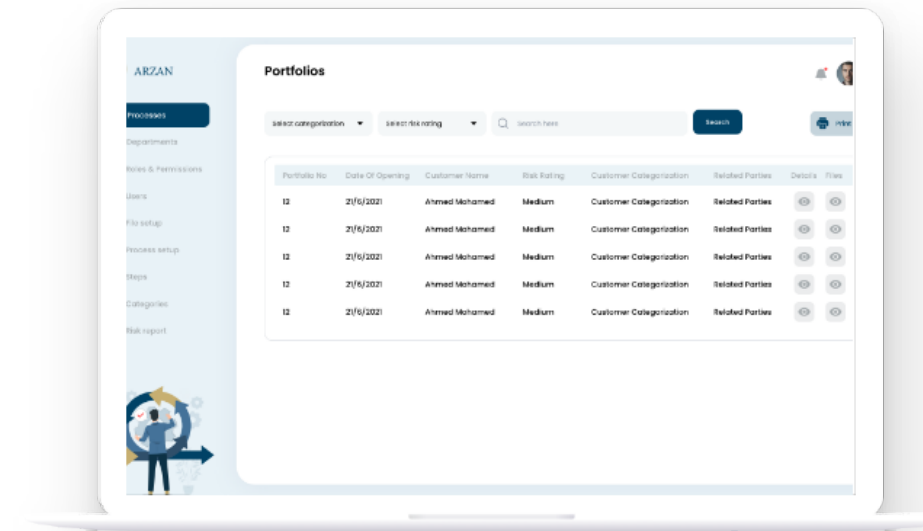 ARZAN
Portfolios
Processes
Departments
Roles & Permissions
Users
File setup
Process setup
Steps
Categories
Risk report
Select categorization
Select risk rating
Search here
Search
Print
Portfolio No Date Of Opening Customer Name Risk Rating Customer Categorization Related Parties Details Files
12 21/6/2021 Ahmed Mohamed Medium Customer Categorization Related Parties
12 21/6/2021 Ahmed Mohamed Medium Customer Categorization Related Parties
12 21/6/2021 Ahmed Mohamed Medium Customer Categorization Related Parties
12 21/6/2021 Ahmed Mohamed Medium Customer Categorization Related Parties
12 21/6/2021 Ahmed Mohamed Medium Customer Categorization Related Parties